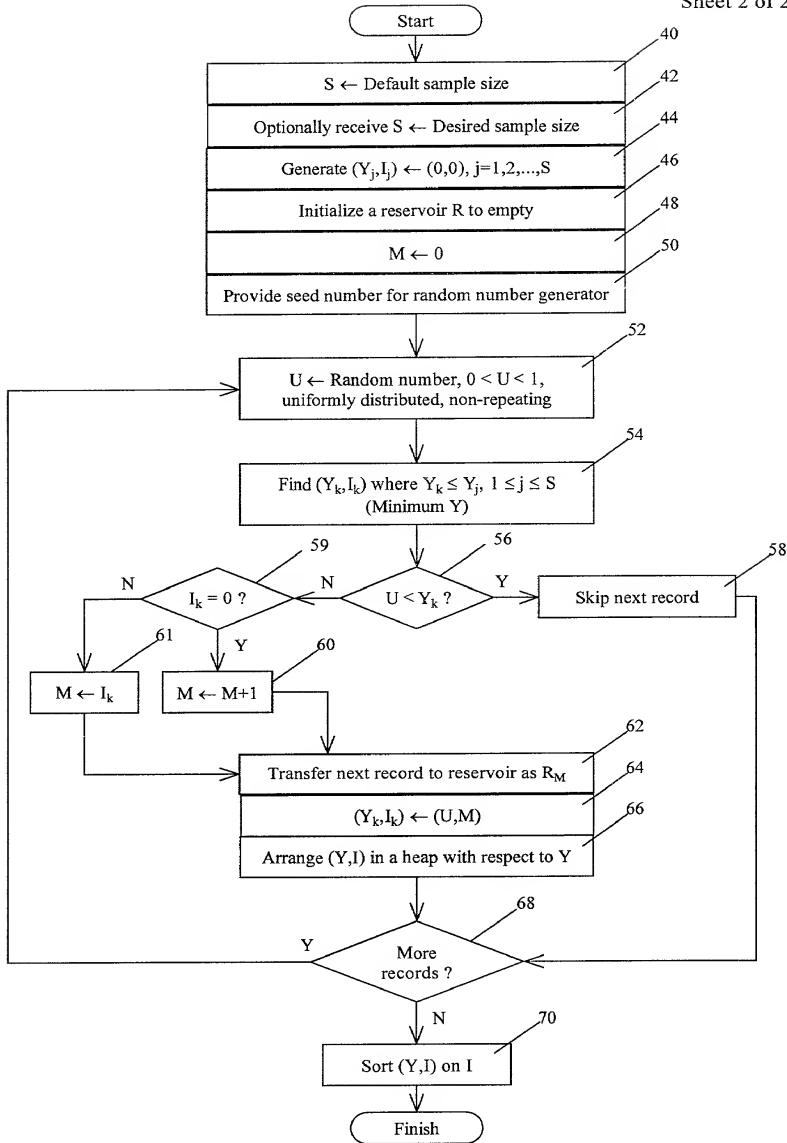 Sheet 2 of 2
Start
40
S ← Default sample size
42
Optionally receive S ← Desired sample size
44
Generate (Yj,Ij) ← (0,0), j=1,2,...,S
46
Initialize a reservoir R to empty
48
M ← 0
50
Provide seed number for random number generator
52
U ← Random number, 0 < U < 1,
uniformly distributed, non-repeating
54
Find (Yk,Ik) where Yk ≤ Yj, 1 ≤ j ≤ S
(Minimum Y)
59
56
58
N
Ik = 0 ?
N
U < Yk ?
Y
Skip next record
61
Y
60
M ← Ik
M ← M+1
62
Transfer next record to reservoir as RM
64
(Yk,Ik) ← (U,M)
66
Arrange (Y,I) in a heap with respect to Y
68
Y
More
records ?
N
70
Sort (Y,I) on I
Finish